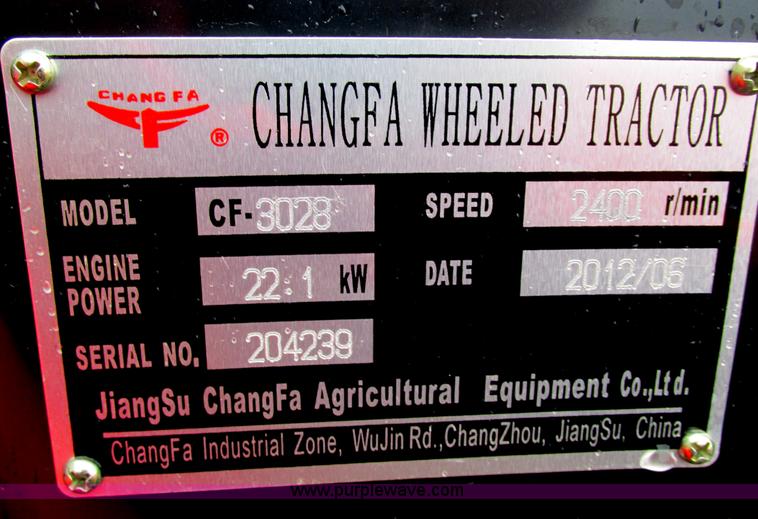 CHANG FA
® CHANGFA WHEELED TRACTOR
MODEL CF-3028 SPEED 2400 r/min
ENGINE POWER 22.1 kW DATE 2012/06
SERIAL NO. 204239
JiangSu ChangFa Agricultural Equipment Co.,Ltd.
ChangFa Industrial Zone, WuJin Rd.,ChangZhou, JiangSu, China
www.purplewave.com